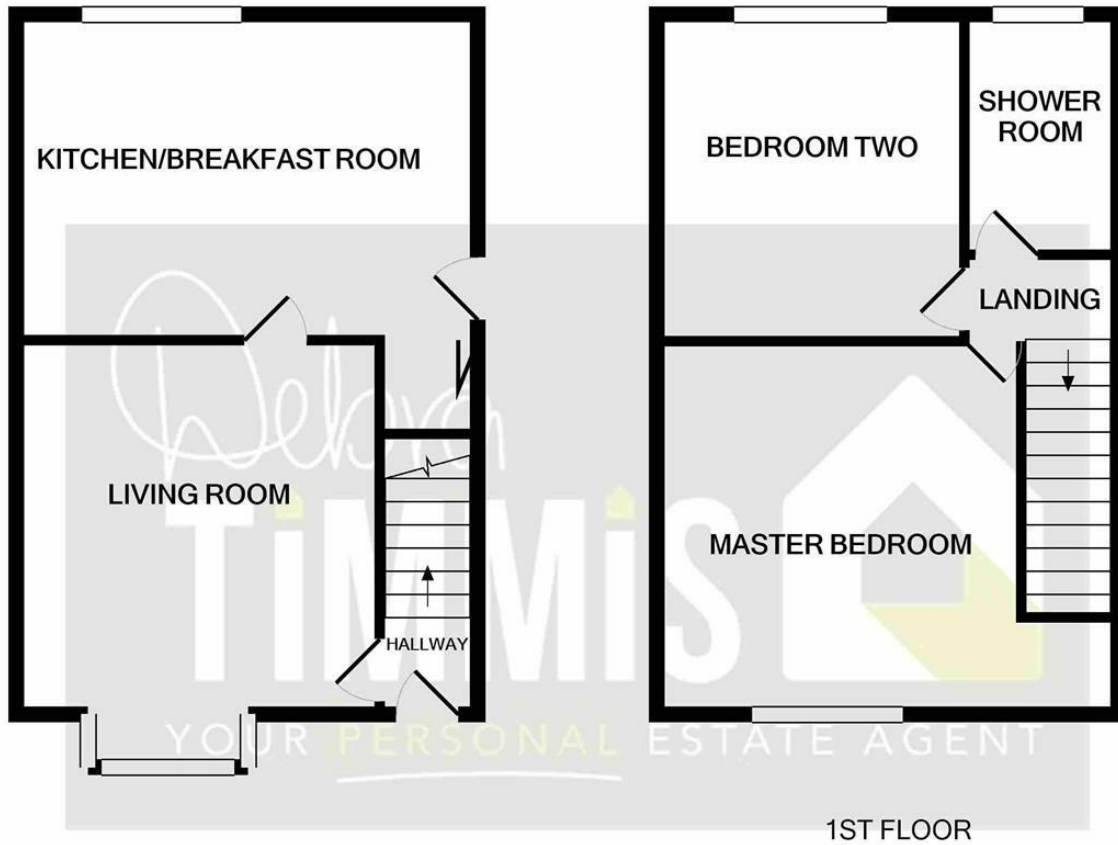 KITCHEN/BREAKFAST ROOM
LIVING ROOM
HALLWAY
BEDROOM TWO
SHOWER
ROOM
LANDING
MASTER BEDROOM
Debra
TiMMiS
YOUR PERSONAL ESTATE AGENT
1ST FLOOR